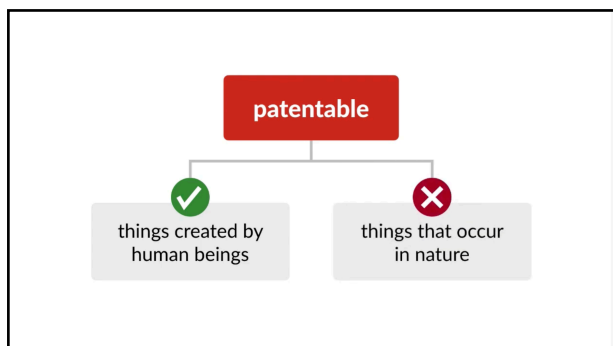 patentable
things created by
human beings
things that occur
in nature